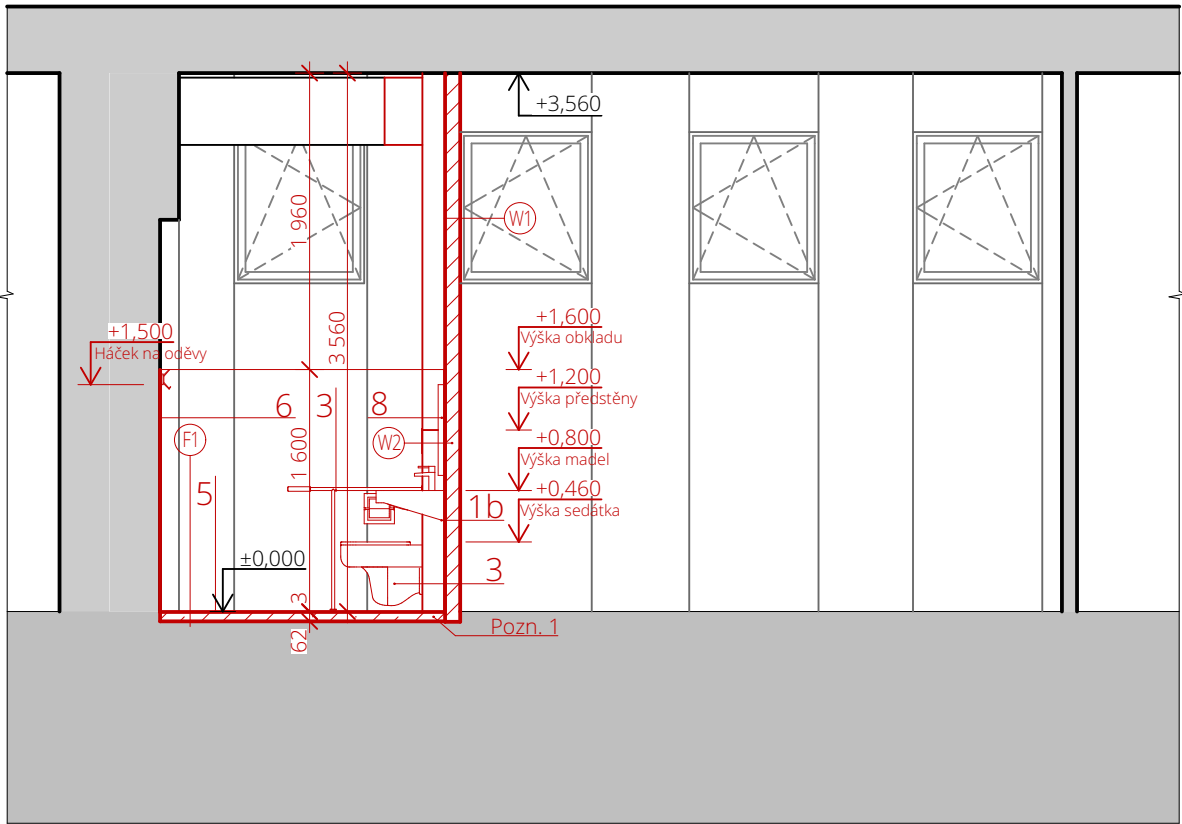 +3,560
1 960
W1
+1,600
Výška obkladu
3 560
+1,500
Háček na oděvy
+1,200
Výška předstěny
6
3
8
F1
W2
1 600
+0,800
Výška madel
5
+0,460
Výška sedátka
1b
±0,000
3
3
62
Pozn. 1